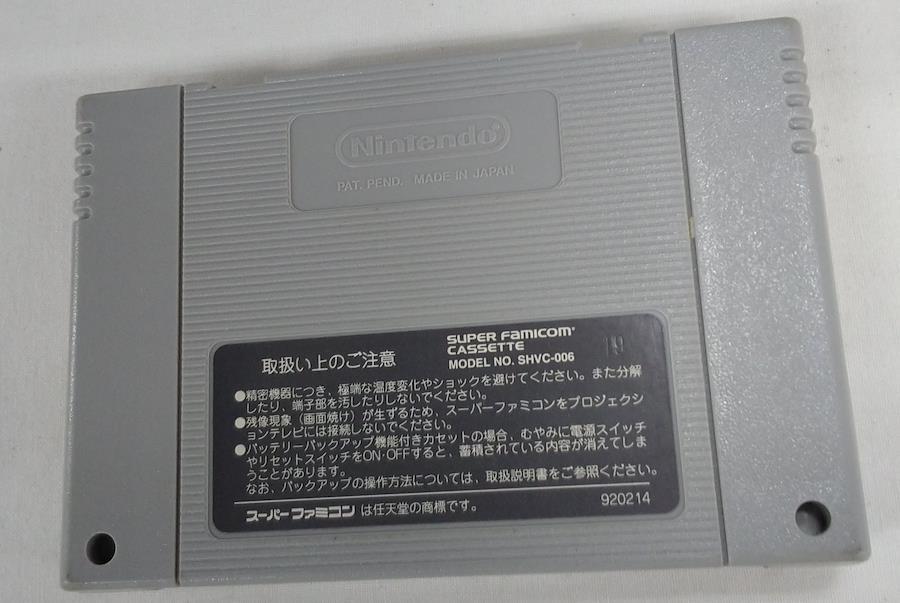 Nintendo®
PAT. PEND. MADE IN JAPAN
取扱い上のご注意
SUPER Famicom®
CASSETTE
MODEL NO. SHVC-006
●精密機器につき、極端な温度変化やショックを避けてください。また分解
したり、端子部を汚したりしないでください。
●残像現象（画面焼け）が生ずるため、スーパーファミコンをプロジェクシ
ョンテレビには接続しないでください。
●バッテリーバックアップ機能付きカセットの場合、むやみに電源スイッチ
やリセットスイッチをON・OFFすると、蓄積されている内容が消えてしま
うことがあります。
なお、バックアップの操作方法については、取扱説明書をご参照ください。
スーパーファミコン は任天堂の商標です。
920214